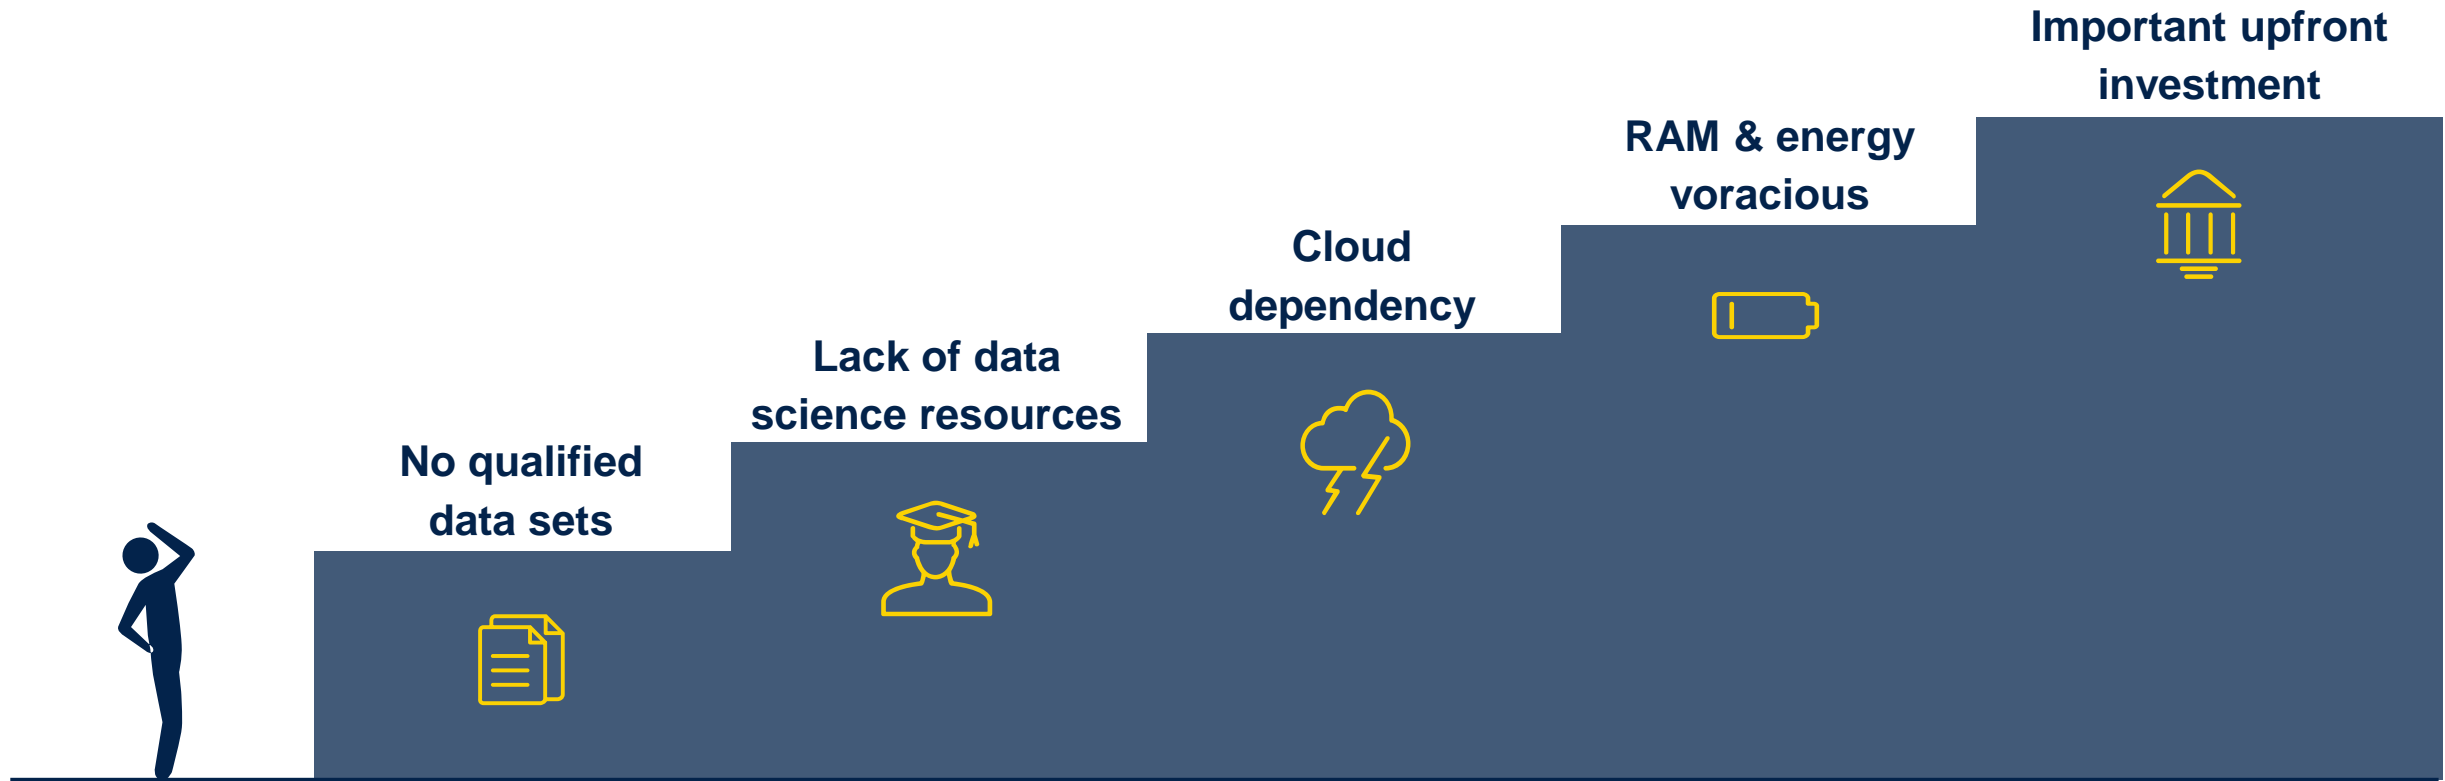 No qualified
data sets
Lack of data
science resources
Cloud
dependency
RAM & energy
voracious
Important upfront
investment